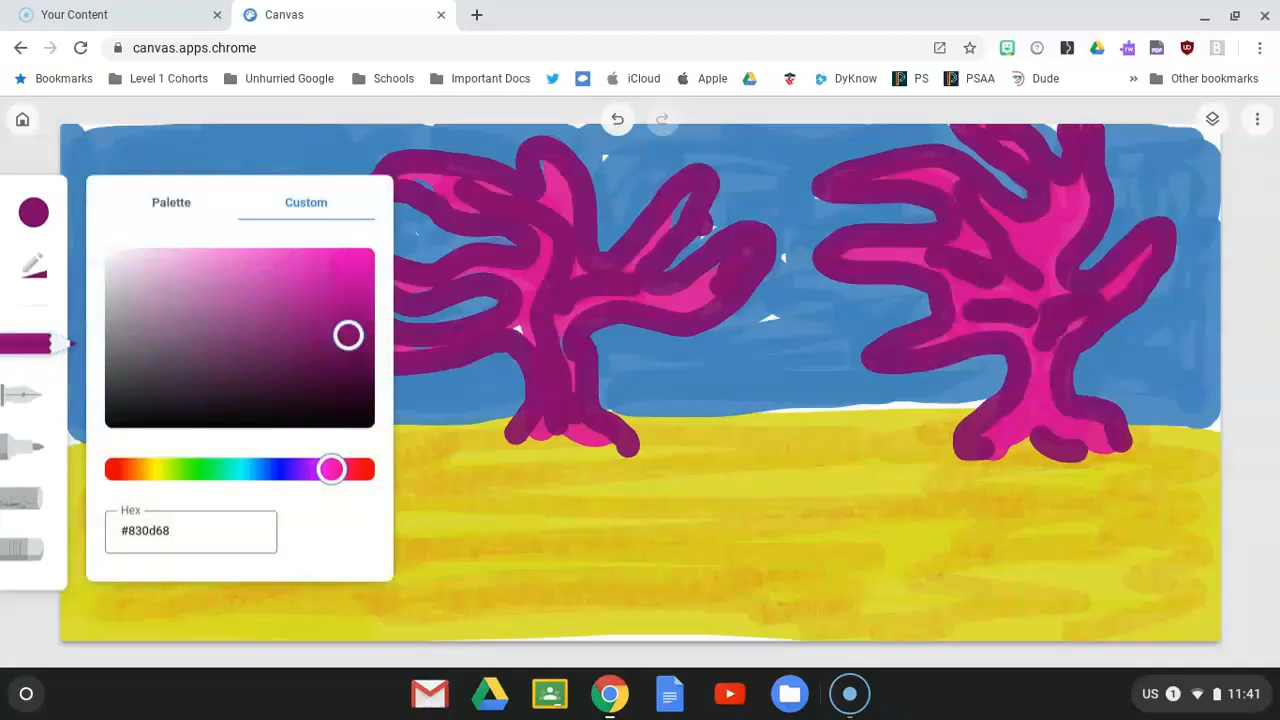 Your Content
Canvas
canvas.apps.chrome
Bookmarks Level 1 Cohorts Unhurried Google Schools Important Docs iCloud Apple DyKnow PS PSAA Dude » Other bookmarks
Palette Custom
Hex
#830d68
US 1 11:41